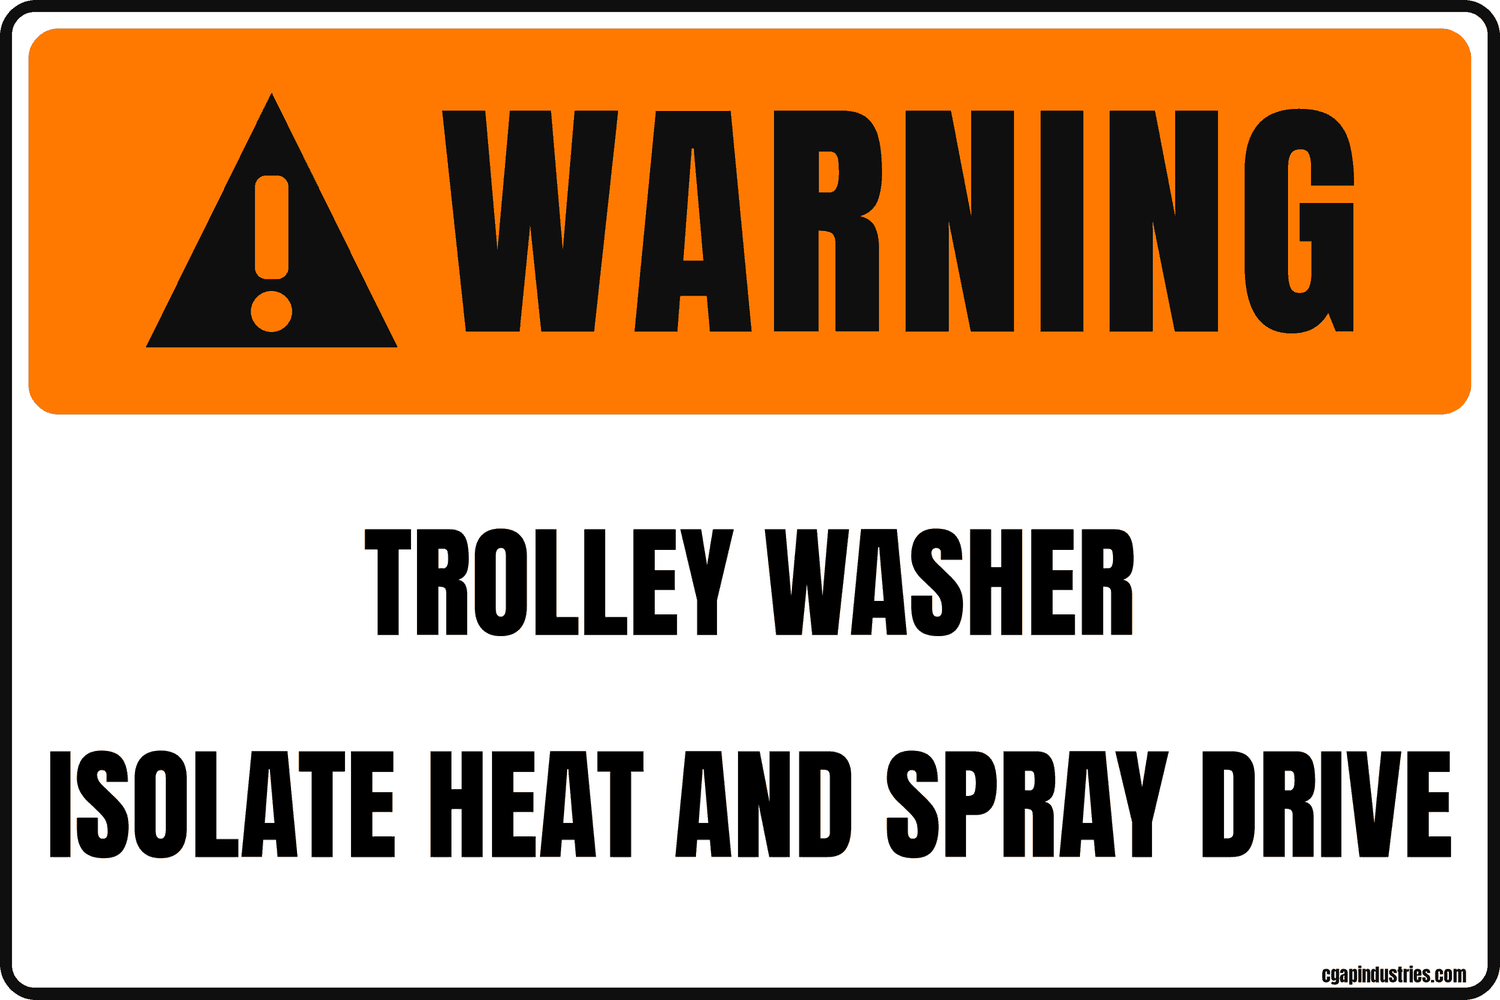 WARNING
TROLLEY WASHER
ISOLATE HEAT AND SPRAY DRIVE
cgapindustries.com